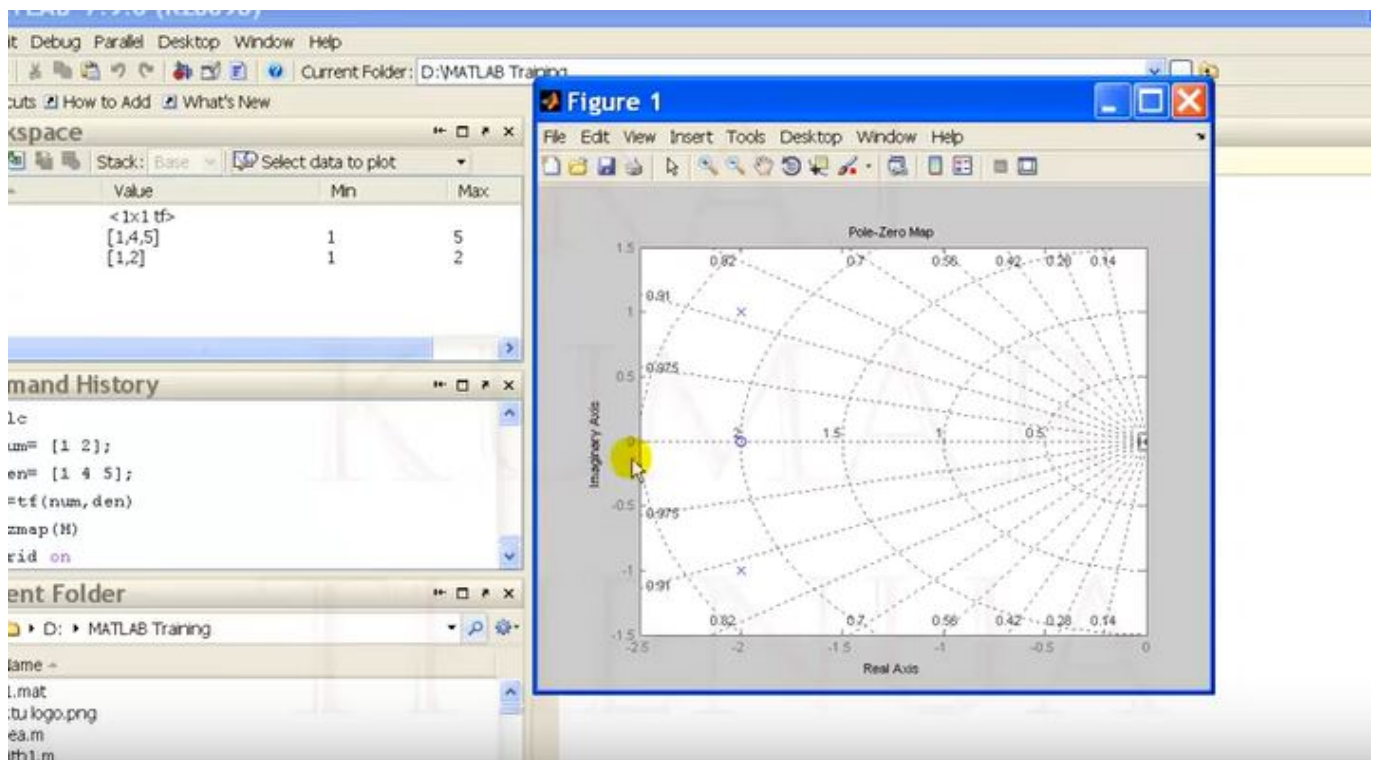 it Debug Parallel Desktop Window Help
Current Folder: D:\MATLAB Training
cuts How to Add What's New
kspace
Stack: Base Select data to plot
Value Min Max
<1x1 tf>
[1,4,5] 1 5
[1,2] 1 2
mand History
lc
um= [1 2];
en= [1 4 5];
=tf(num,den)
zmap(H)
rid on
ent Folder
D: MATLAB Training
Name
1.mat
tu logo.png
ea.m
Figure 1
File Edit View Insert Tools Desktop Window Help
Pole-Zero Map
1.5
0.82 0.7 0.56 0.42 0.28 0.14
0.91
1
0.5 0.975
Imaginary Axis
0 2 1.5 1 0.5
-0.5 0.975
-1
0.91
0.82 0.7 0.56 0.42 0.28 0.14
-1.5
-2.5 -2 -1.5 -1 -0.5 0
Real Axis